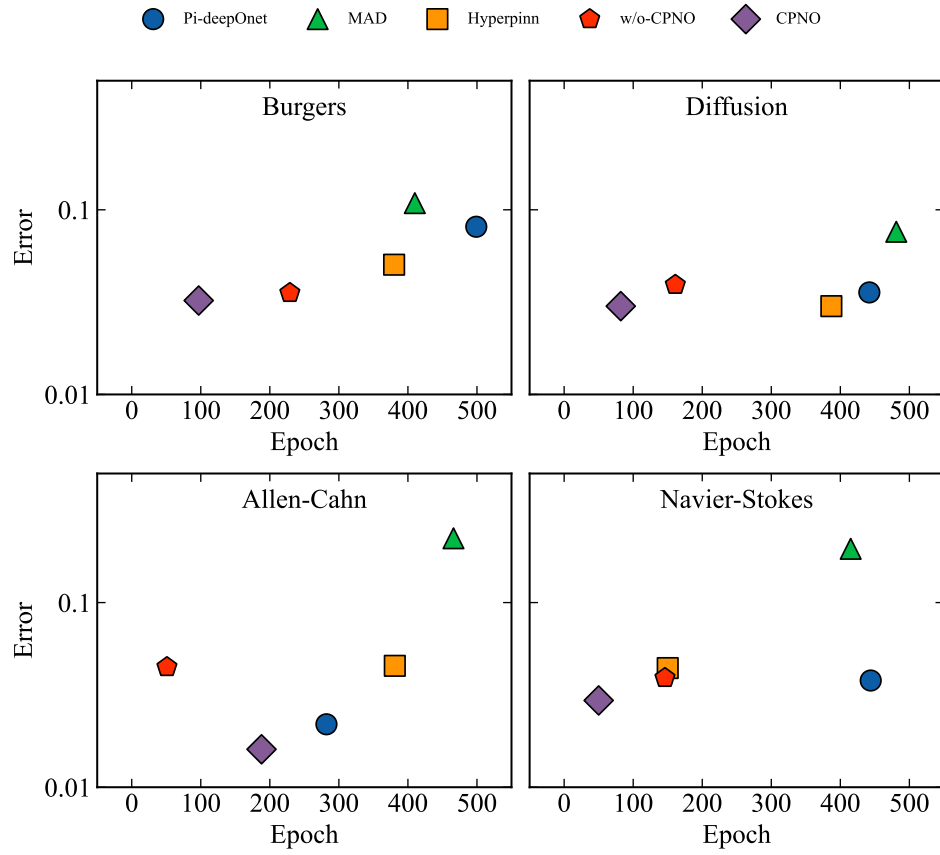 Pi-deepOnet MAD Hyperpinn w/o-CPNO CPNO
Burgers
Error
0.1
0.01
0 100 200 300 400 500
Epoch
Diffusion
0 100 200 300 400 500
Epoch
Allen-Cahn
Error
0.1
0.01
0 100 200 300 400 500
Epoch
Navier-Stokes
0 100 200 300 400 500
Epoch